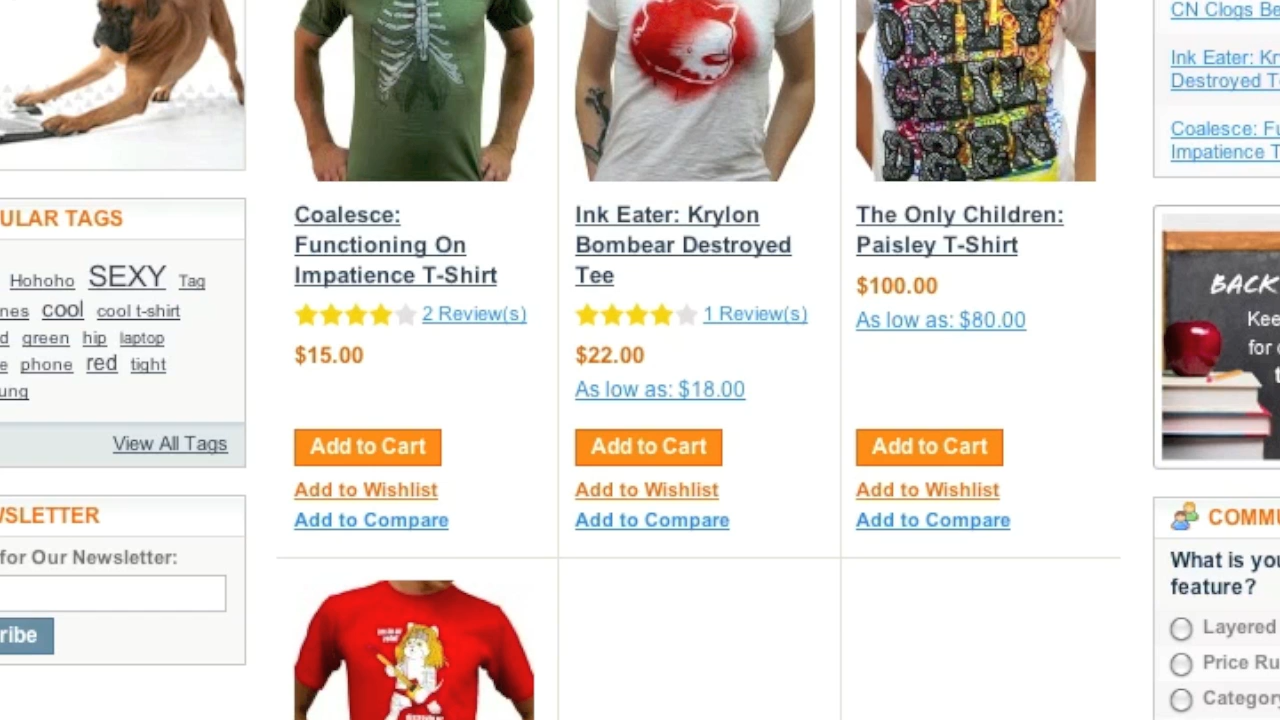 ONLY
CHIL
DREN
CN Clogs Be
Ink Eater: Kr
Destroyed T
Coalesce: Fu
Impatience T
ULAR TAGS
Hohoho SEXY Tag
nes cool cool t-shirt
d green hip laptop
e phone red tight
ung
View All Tags
WSLETTER
for Our Newsletter:
ribe
Coalesce:
Functioning On
Impatience T-Shirt
2 Review(s)
$15.00
Add to Cart
Add to Wishlist
Add to Compare
Ink Eater: Krylon
Bombear Destroyed
Tee
1 Review(s)
$22.00
As low as: $18.00
Add to Cart
Add to Wishlist
Add to Compare
The Only Children:
Paisley T-Shirt
$100.00
As low as: $80.00
Add to Cart
Add to Wishlist
Add to Compare
BACK
Kee
for
t
COMMU
What is you
feature?
Layered
Price Ru
Category